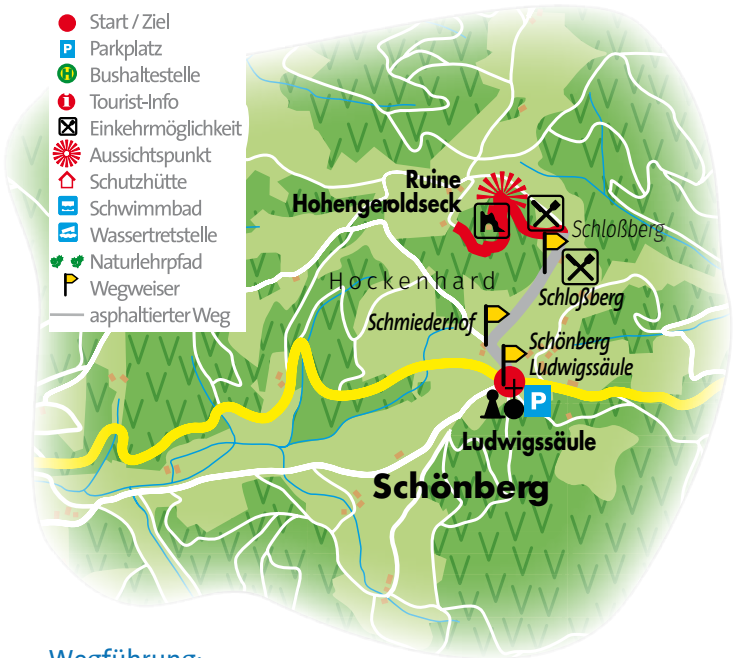 Start / Ziel
P
Parkplatz
H
Bushaltestelle
i
Tourist-Info
Einkehrmöglichkeit
Aussichtspunkt
Schutzhütte
Schwimmbad
Wassertretstelle
Naturlehrpfad
Wegweiser
asphaltierter Weg
Ruine
Hohengeroldseck
Schloßberg
Hockenhard
Schloßberg
Schmiederhof
Schönberg
Ludwigssäule
P
Ludwigssäule
Schönberg
Wegführung: